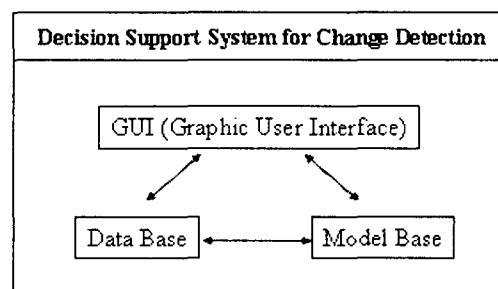 Decision Support System for Change Detection
GUI (Graphic User Interface)
Data Base
Model Base